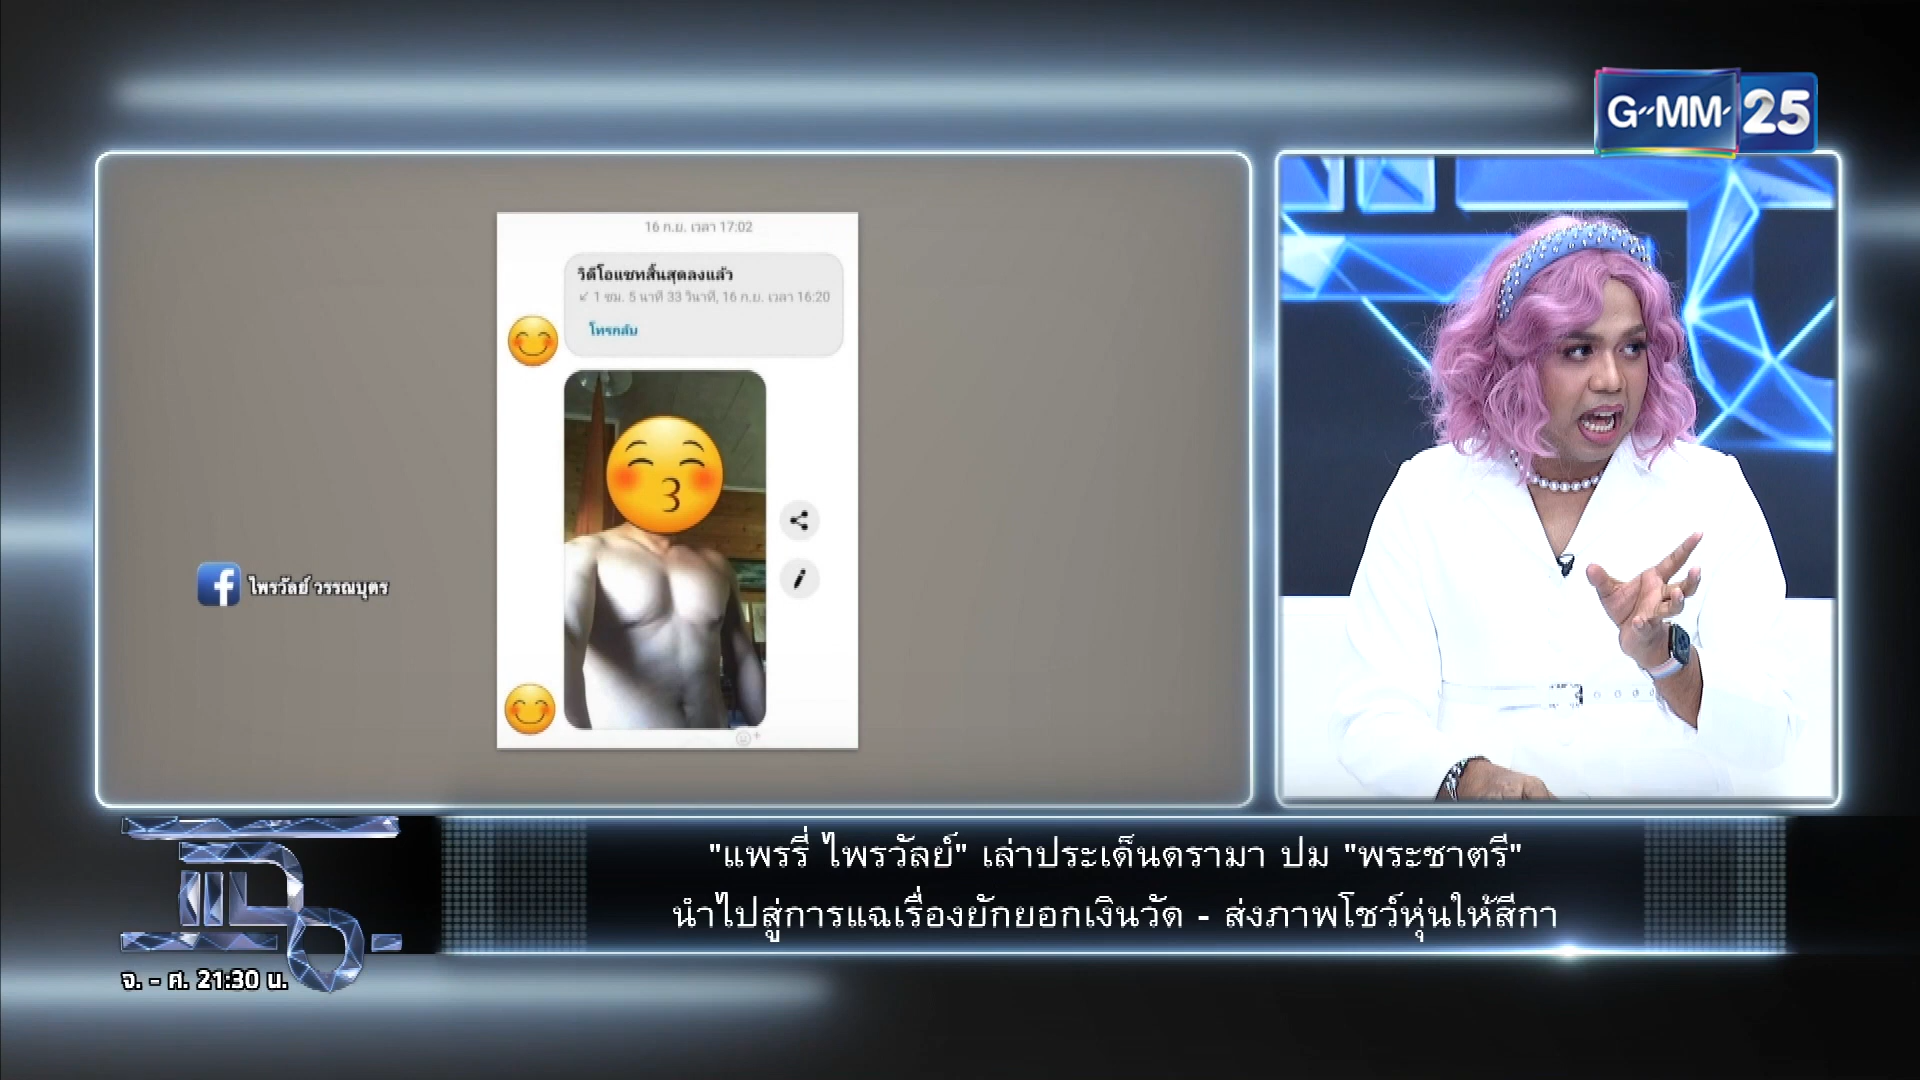 GMM 25
16 ก.ย. เวลา 17:02
วิดีโอแชทสิ้นสุดลงแล้ว
1 ชม. 5 นาที 33 วินาที, 16 ก.ย. เวลา 16:20
โทรกลับ
f ไพรวัลย์ วรรณบุตร
แฉ
"แพรรี่ ไพรวัลย์" เล่าประเด็นดรามา ปม "พระชาตรี"
นำไปสู่การแฉเรื่องยักยอกเงินวัด - ส่งภาพโชว์หุ่นให้สีกา
จ. - ศ. 21:30 น.